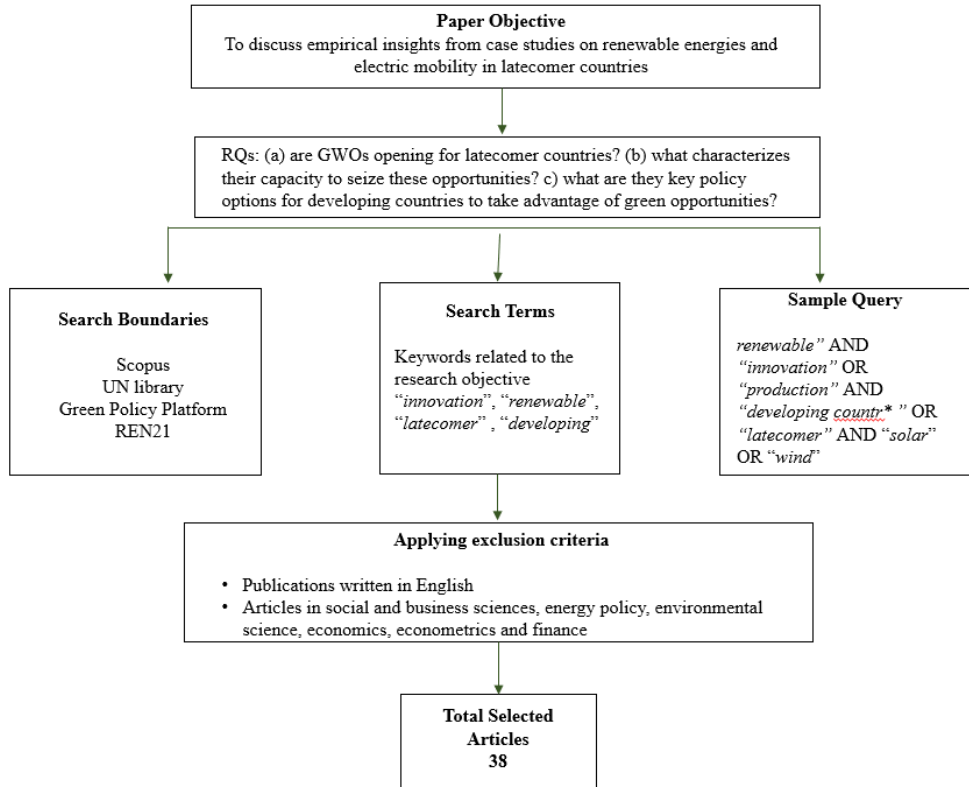 Paper Objective
To discuss empirical insights from case studies on renewable energies and
electric mobility in latecomer countries
RQs: (a) are GWOs opening for latecomer countries? (b) what characterizes
their capacity to seize these opportunities? c) what are they key policy
options for developing countries to take advantage of green opportunities?
Search Boundaries
Scopus
UN library
Green Policy Platform
REN21
Search Terms
Keywords related to the
research objective
“innovation”, “renewable”,
“latecomer” , “developing”
Sample Query
renewable” AND
“innovation” OR
“production” AND
“developing countr* ” OR
“latecomer” AND “solar”
OR “wind”
Applying exclusion criteria
• Publications written in English
• Articles in social and business sciences, energy policy, environmental
science, economics, econometrics and finance
Total Selected
Articles
38